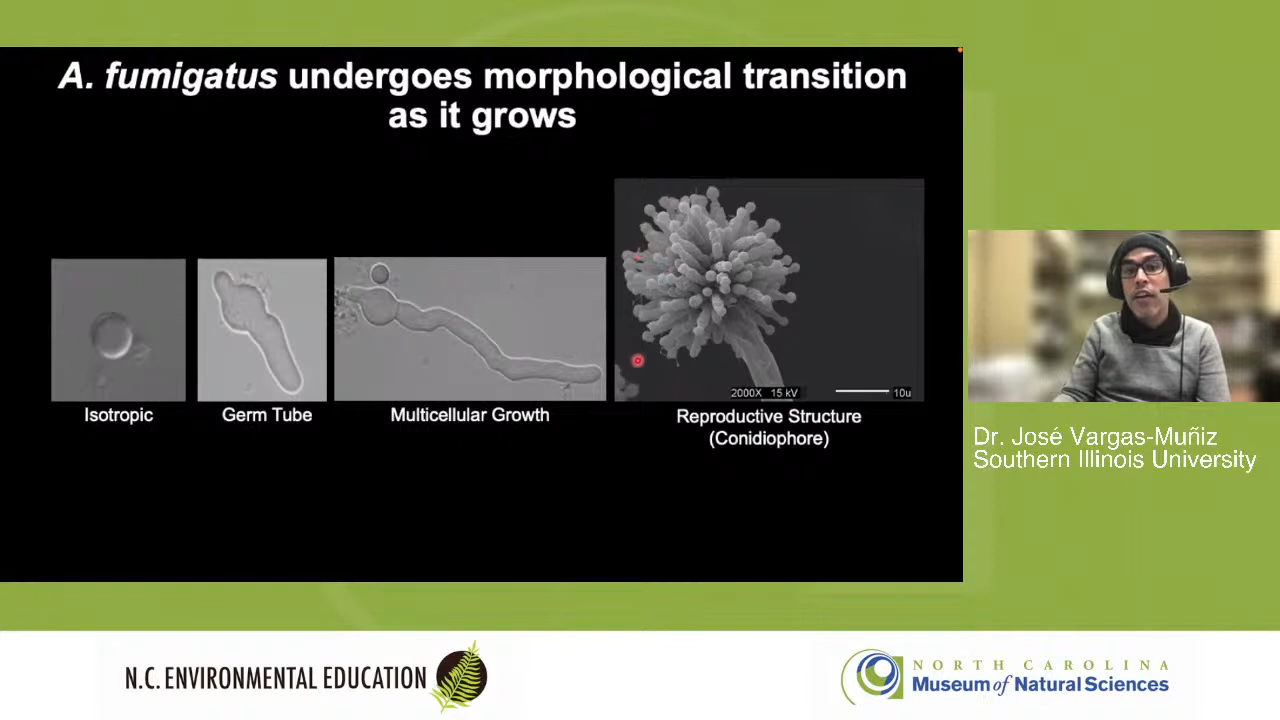 A. fumigatus undergoes morphological transition
as it grows
2000X 15 kV 10u
Isotropic
Germ Tube
Multicellular Growth
Reproductive Structure
(Conidiophore)
Dr. José Vargas-Muñiz
Southern Illinois University
N.C. ENVIRONMENTAL EDUCATION
NORTH CAROLINA
Museum of Natural Sciences